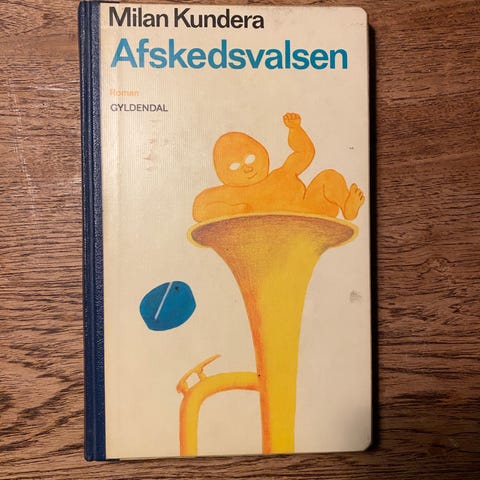 Milan Kundera
Afskedsvalsen
Roman
GYLDENDAL